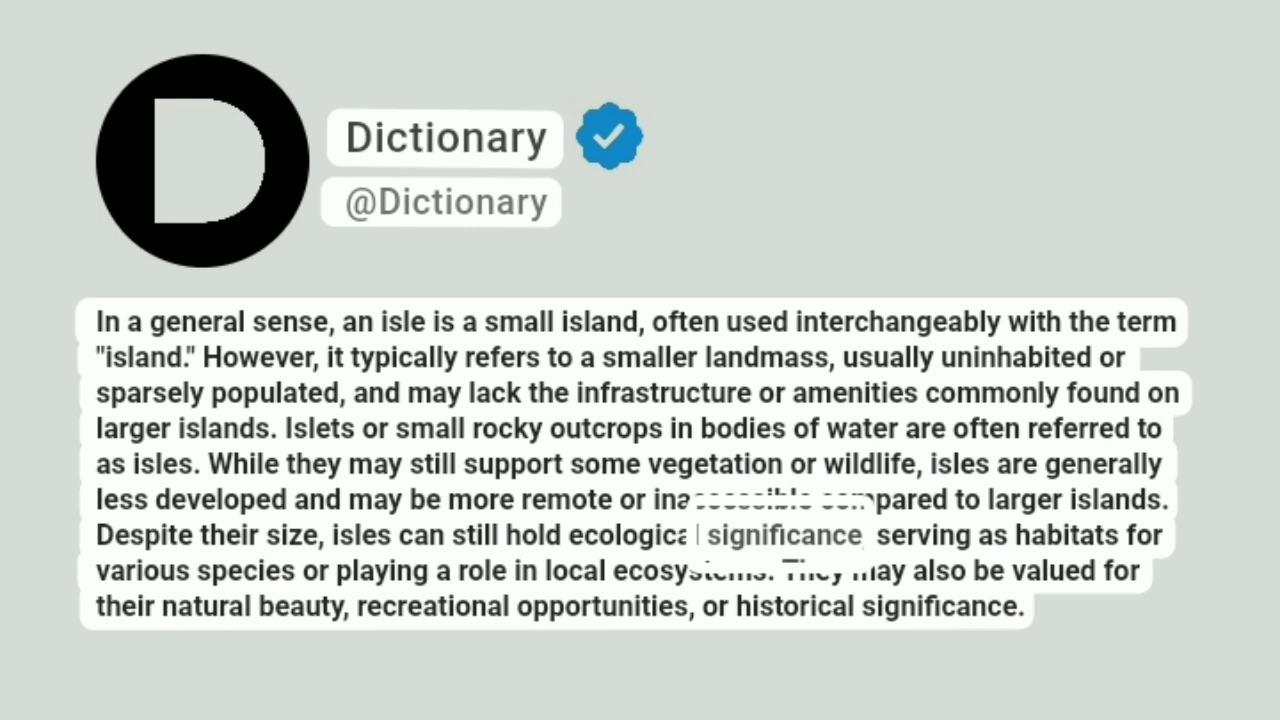 D
Dictionary
@Dictionary
In a general sense, an isle is a small island, often used interchangeably with the term
"island." However, it typically refers to a smaller landmass, usually uninhabited or
sparsely populated, and may lack the infrastructure or amenities commonly found on
larger islands. Islets or small rocky outcrops in bodies of water are often referred to
as isles. While they may still support some vegetation or wildlife, isles are generally
less developed and may be more remote or inaccessible compared to larger islands.
Despite their size, isles can still hold ecological significance, serving as habitats for
various species or playing a role in local ecosystems. They may also be valued for
their natural beauty, recreational opportunities, or historical significance.